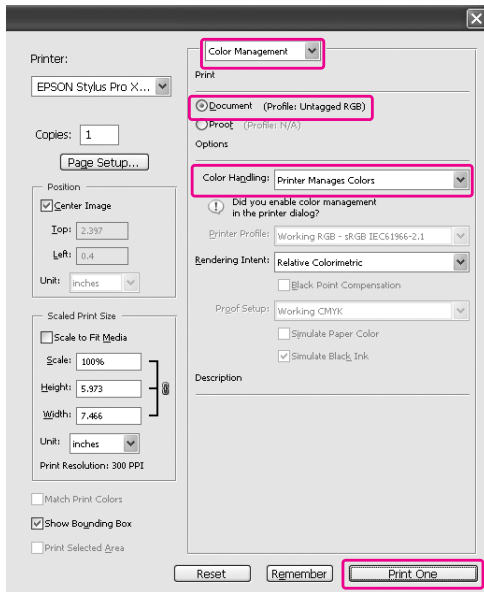 Printer:
EPSON Stylus Pro X...
Copies: 1
Page Setup...
Position
Center Image
Top: 2.397
Left: 0.4
Unit: inches
Scaled Print Size
Scale to Fit Media
Scale: 100%
Height: 5.973
Width: 7.466
Unit: inches
Print Resolution: 300 PPI
Match Print Colors
Show Bounding Box
Print Selected Area
Color Management
Print
Document (Profile: Untagged RGB)
Proof (Profile: N/A)
Options
Color Handling: Printer Manages Colors
Did you enable color management
in the printer dialog?
Printer Profile: Working RGB - sRGB IEC61966-2.1
Rendering Intent: Relative Colorimetric
Black Point Compensation
Proof Setup: Working CMYK
Simulate Paper Color
Simulate Black Ink
Description
Reset Remember Print One